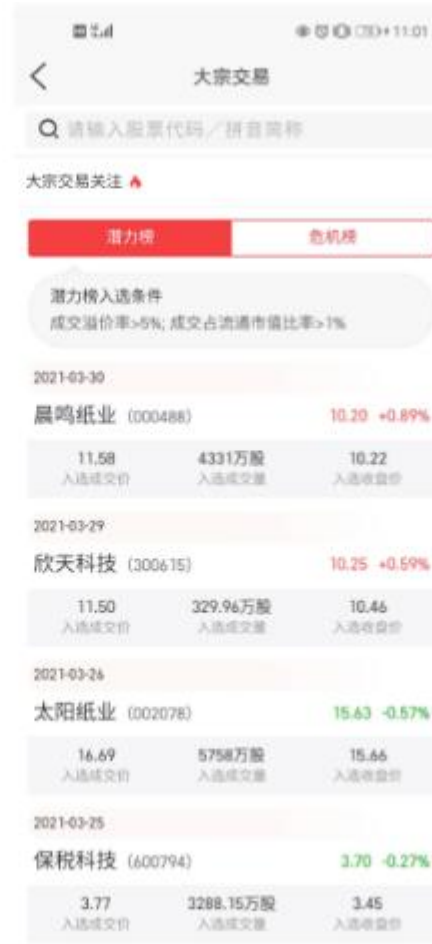 11:01
大宗交易
请输入股票代码／拼音简称
大宗交易关注
潜力榜 危机榜
潜力榜入选条件
成交溢价率>5%; 成交占流通市值比率>1%
2021-03-30
晨鸣纸业 (000488) 10.20 +0.89%
11.58 4331万股 10.22
入选成交价 入选成交量 入选收盘价
2021-03-29
欣天科技 (300615) 10.25 +0.59%
11.50 329.96万股 10.46
入选成交价 入选成交量 入选收盘价
2021-03-26
太阳纸业 (002078) 15.63 -0.57%
16.69 5758万股 15.66
入选成交价 入选成交量 入选收盘价
2021-03-25
保税科技 (600794) 3.70 -0.27%
3.77 3288.15万股 3.45
入选成交价 入选成交量 入选收盘价